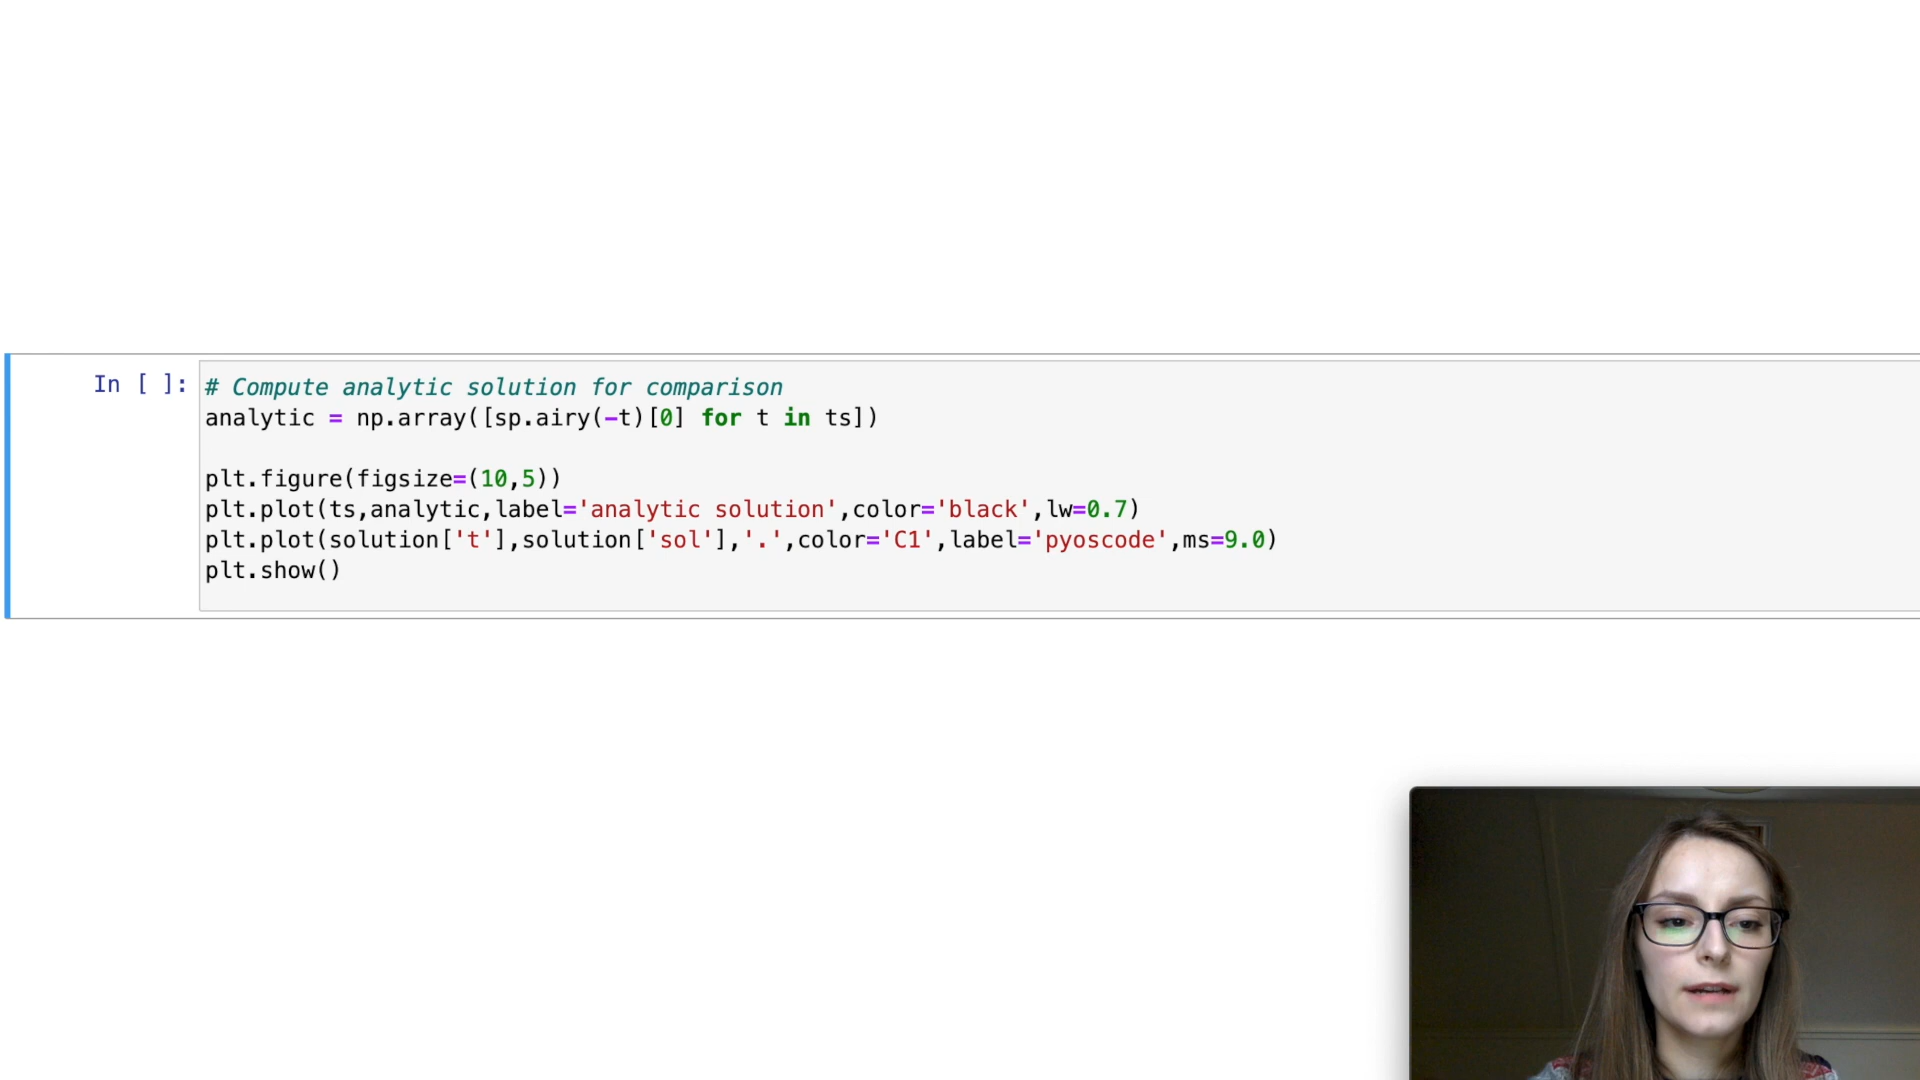 In [ ]:
# Compute analytic solution for comparison
analytic = np.array([sp.airy(-t)[0] for t in ts])
plt.figure(figsize=(10,5))
plt.plot(ts,analytic,label='analytic solution',color='black',lw=0.7)
plt.plot(solution['t'],solution['sol'],'.',color='C1',label='pyoscode',ms=9.0)
plt.show()